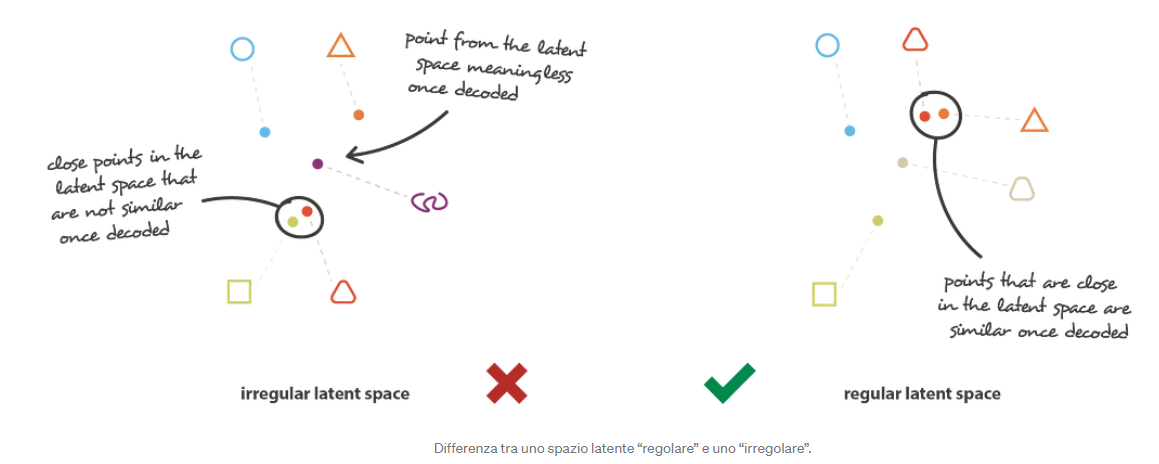 point from the latent
space meaningless
once decoded
close points in the
latent space that
are not similar
once decoded
points that are close
in the latent space are
similar once decoded
irregular latent space
regular latent space
Differenza tra uno spazio latente “regolare” e uno “irregolare”.